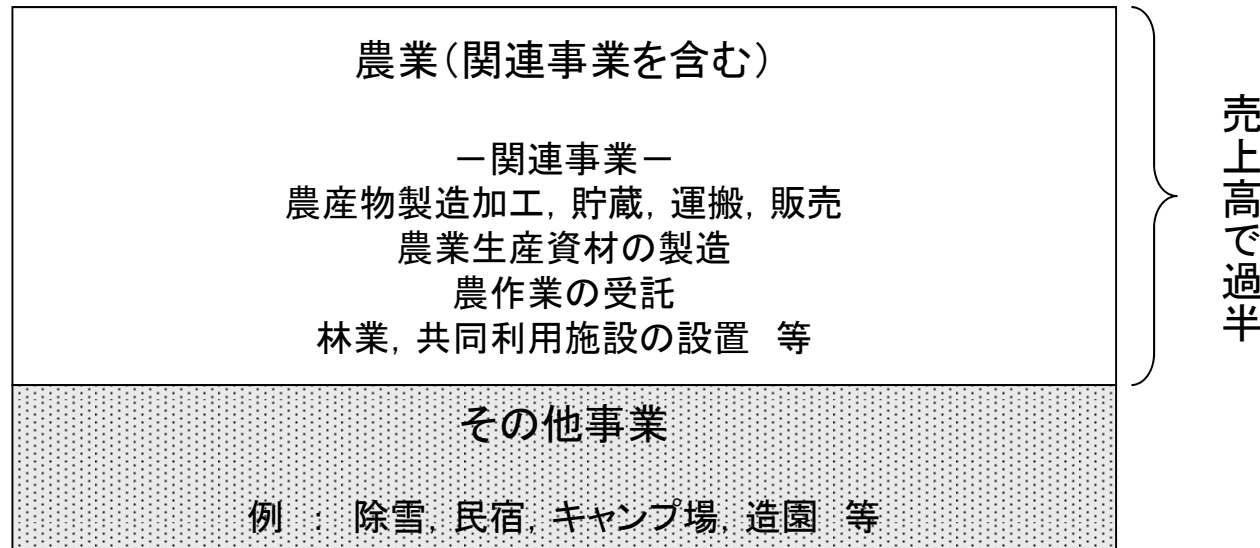 農業（関連事業を含む）
－関連事業－
農産物製造加工，貯蔵，運搬，販売
農業生産資材の製造
農作業の受託
林業，共同利用施設の設置　等
売上高で過半
その他事業
例　：　除雪，民宿，キャンプ場，造園　等